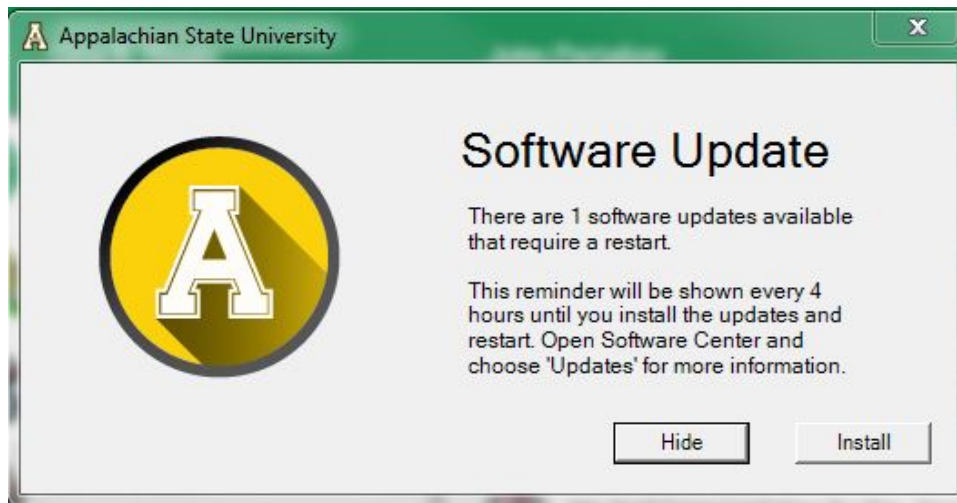 Appalachian State University
A
Software Update
There are 1 software updates available
that require a restart.
This reminder will be shown every 4
hours until you install the updates and
restart. Open Software Center and
choose 'Updates' for more information.
Hide
Install